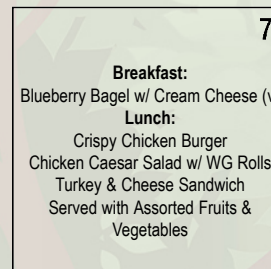 7
Breakfast:
Blueberry Bagel w/ Cream Cheese (v
Lunch:
Crispy Chicken Burger
Chicken Caesar Salad w/ WG Rolls
Turkey & Cheese Sandwich
Served with Assorted Fruits &
Vegetables